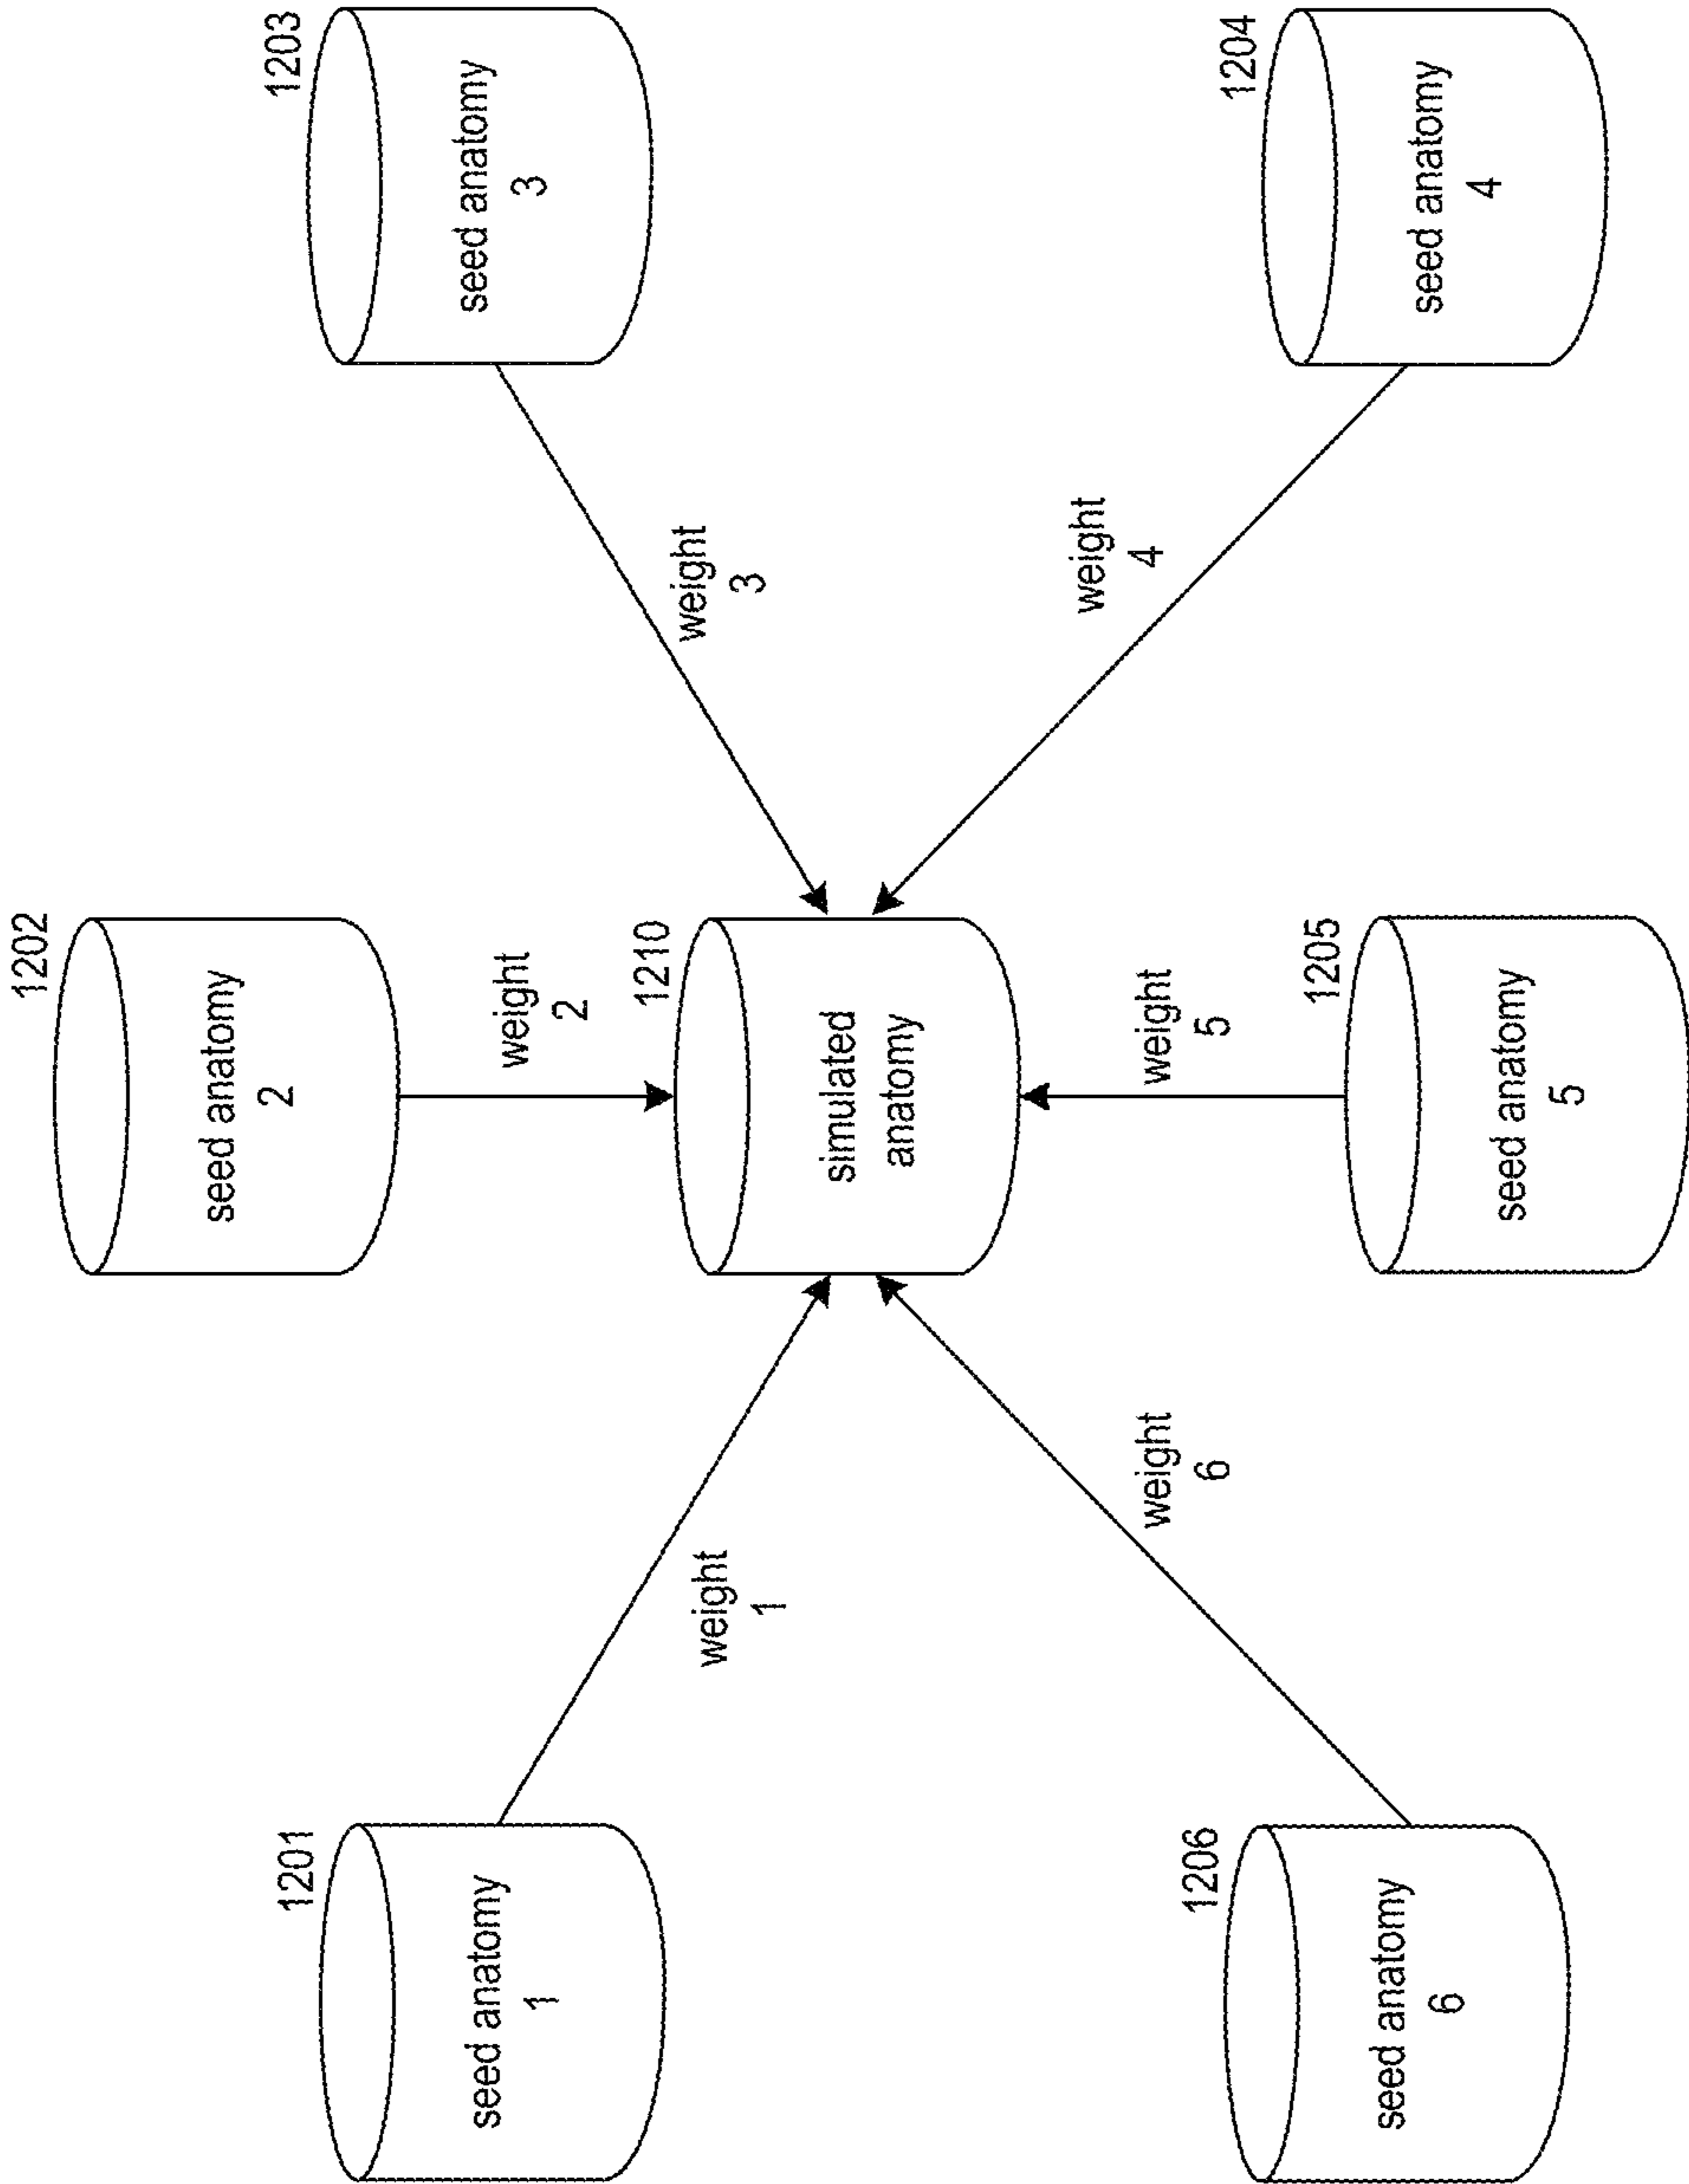 1201
seed anatomy
1
1202
seed anatomy
2
1203
seed anatomy
3
weight
1
weight
2
weight
3
1210
simulated
anatomy
weight
6
weight
5
weight
4
1206
seed anatomy
6
1205
seed anatomy
5
1204
seed anatomy
4